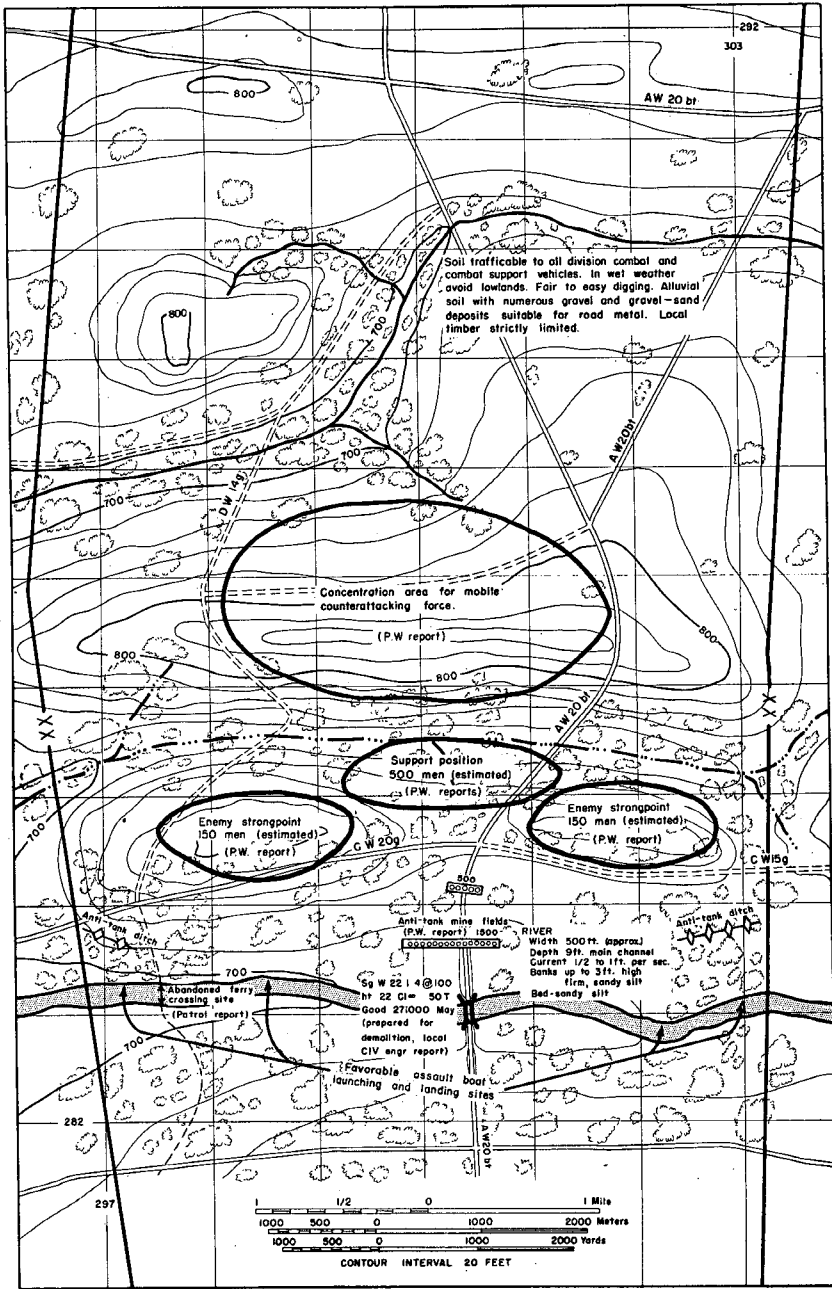 292
303
AW 20 bt
800
Soil trafficable to all division combat and
combat support vehicles. In wet weather
avoid lowlands. Fair to easy digging. Alluvial
soil with numerous gravel and gravel-sand
deposits suitable for road metal. Local
timber strictly limited.
800
700
AW20bt
700
700
DW 14g
Concentration area for mobile
counterattacking force.
(P.W report)
800
800
800
XX
XX
AW 20 bt
Support position
500 men (estimated)
(P.W. reports)
700
Enemy strongpoint
150 men (estimated)
(P.W. report)
Enemy strongpoint
150 men (estimated)
(P.W. report)
C W 20g
C W15g
500
Anti-tank ditch
Anti-tank mine fields
(P.W. report) 1500
RIVER
Width 500 ft. (approx.)
Depth 9ft. main channel
Current 1/2 to 1ft. per sec.
Banks up to 3ft. high
firm, sandy silt
Bed-sandy silt
Anti-tank ditch
700
Abandoned ferry
crossing site
(Patrol report)
Sg W 22 l 4 @ 100
ht 22 Cl= 50 T
Good 271000 May
(prepared for
demolition, local
CIV engr report)
700
Favorable assault boat
launching and landing sites
282
AW20 bt
297
1 1/2 0 1 Mile
1000 500 0 1000 2000 Meters
1000 500 0 1000 2000 Yards
CONTOUR INTERVAL 20 FEET